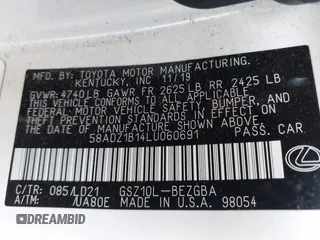 MFD. BY: TOYOTA MOTOR MANUFACTURING,
KENTUCKY, INC 11/19
GVWR: 4740LB GAWR FR 2625LB RR 2425LB
THIS VEHICLE CONFORMS TO ALL APPLICABLE
FEDERAL MOTOR VEHICLE SAFETY, BUMPER, AND
THEFT PREVENTION STANDARDS IN EFFECT ON
THE DATE OF MANUFACTURE SHOWN ABOVE.
58ADZ1B14LU060691 PASS. CAR
C/TR: 085/LD21 GSZ10L-BEZGBA
A/TM: /UA80E MADE IN U.S.A. 98054
DREAMBID